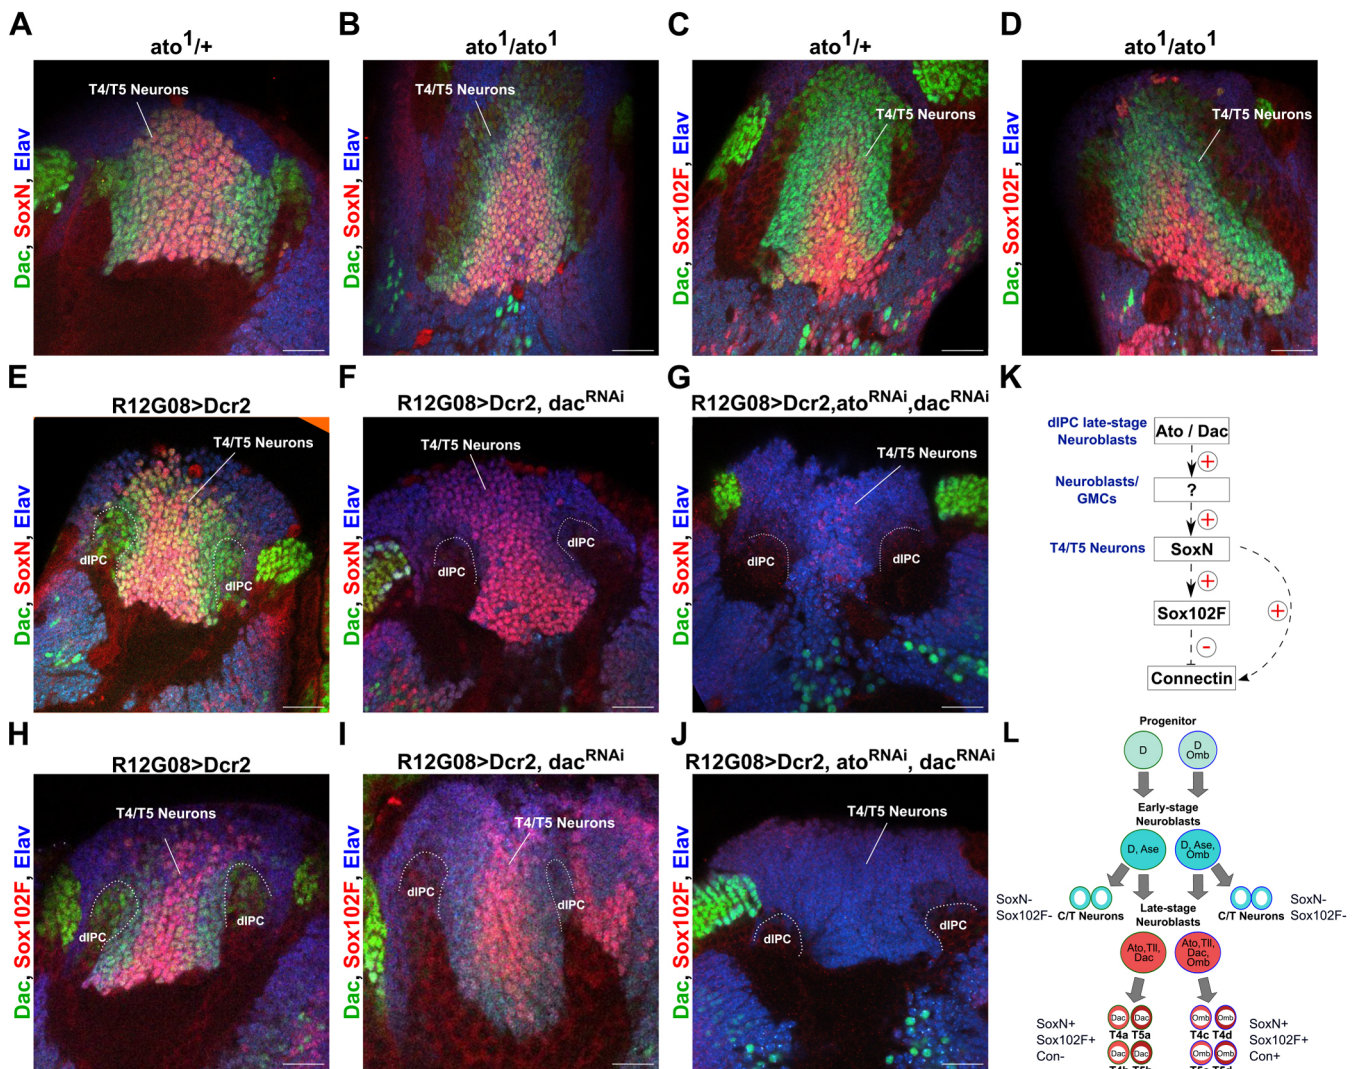 A
ato1/+
Dac, SoxN, Elav
T4/T5 Neurons
B
ato1/ato1
Dac, SoxN, Elav
T4/T5 Neurons
C
ato1/+
Dac, Sox102F, Elav
T4/T5 Neurons
D
ato1/ato1
Dac, Sox102F, Elav
T4/T5 Neurons
E
R12G08>Dcr2
Dac, SoxN, Elav
T4/T5 Neurons
dIPC
dIPC
F
R12G08>Dcr2, dacRNAi
Dac, SoxN, Elav
T4/T5 Neurons
dIPC
dIPC
G
R12G08>Dcr2,atoRNAi,dacRNAi
Dac, SoxN, Elav
T4/T5 Neurons
dIPC
dIPC
H
R12G08>Dcr2
Dac, Sox102F, Elav
T4/T5 Neurons
dIPC
dIPC
I
R12G08>Dcr2, dacRNAi
Dac, Sox102F, Elav
T4/T5 Neurons
dIPC
dIPC
J
R12G08>Dcr2, atoRNAi, dacRNAi
Dac, Sox102F, Elav
T4/T5 Neurons
dIPC
dIPC
K
dIPC late-stage
Neuroblasts
Ato / Dac
+
Neuroblasts/
GMCs
?
+
T4/T5 Neurons
SoxN
+
+
Sox102F
-
Connectin
L
Progenitor
D
D
Omb
Early-stage
Neuroblasts
D, Ase
D, Ase,
Omb
SoxN-
Sox102F-
C/T Neurons
C/T Neurons
SoxN-
Sox102F-
Late-stage
Neuroblasts
Ato,Tll,
Dac
Ato,Tll,
Dac,
Omb
SoxN+
Sox102F+
Con-
Dac Dac
T4a T5a
Dac Dac
T4b T5b
Omb Omb
T4c T4d
Omb Omb
T5c T5d
SoxN+
Sox102F+
Con+